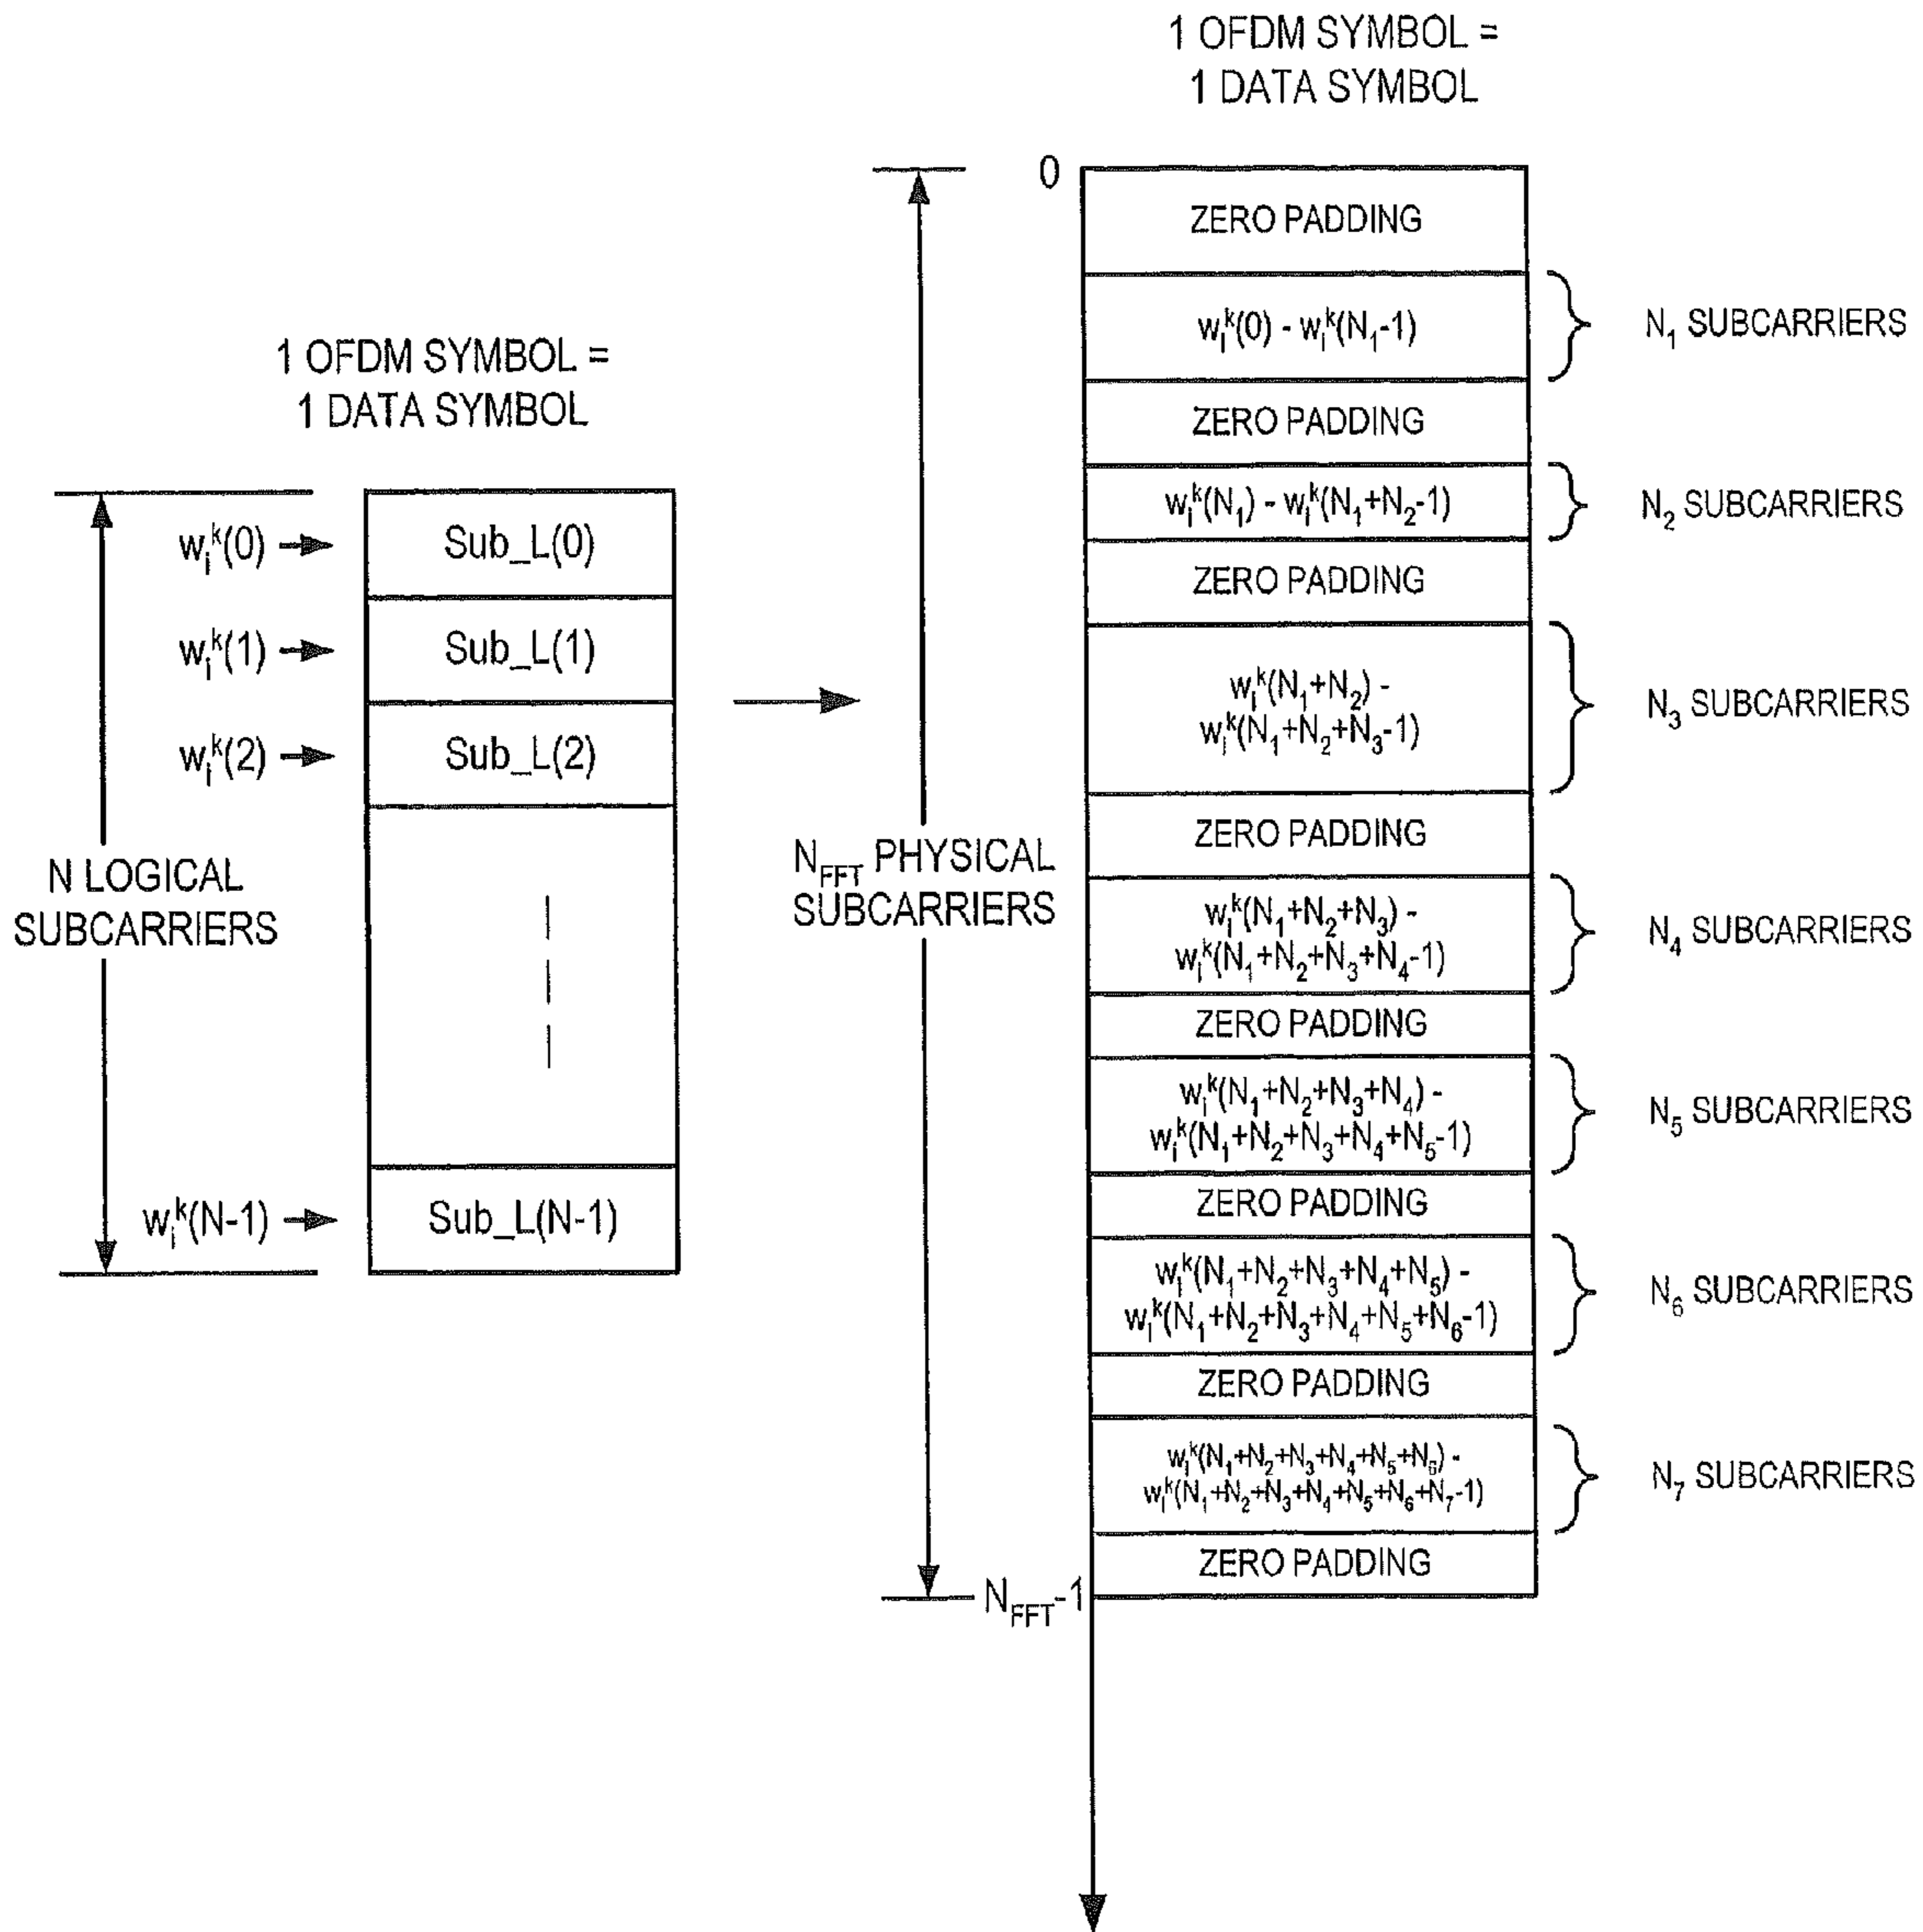 1 OFDM SYMBOL =
1 DATA SYMBOL
w_i^k(0)
Sub_L(0)
w_i^k(1)
Sub_L(1)
w_i^k(2)
Sub_L(2)
N LOGICAL
SUBCARRIERS
w_i^k(N-1)
Sub_L(N-1)
1 OFDM SYMBOL =
1 DATA SYMBOL
0
N_FFT PHYSICAL
SUBCARRIERS
ZERO PADDING
w_i^k(0) - w_i^k(N_1-1)
N_1 SUBCARRIERS
ZERO PADDING
w_i^k(N_1) - w_i^k(N_1+N_2-1)
N_2 SUBCARRIERS
ZERO PADDING
w_i^k(N_1+N_2) -
w_i^k(N_1+N_2+N_3-1)
N_3 SUBCARRIERS
ZERO PADDING
w_i^k(N_1+N_2+N_3) -
w_i^k(N_1+N_2+N_3+N_4-1)
N_4 SUBCARRIERS
ZERO PADDING
w_i^k(N_1+N_2+N_3+N_4) -
w_i^k(N_1+N_2+N_3+N_4+N_5-1)
N_5 SUBCARRIERS
ZERO PADDING
w_i^k(N_1+N_2+N_3+N_4+N_5) -
w_i^k(N_1+N_2+N_3+N_4+N_5+N_6-1)
N_6 SUBCARRIERS
ZERO PADDING
w_i^k(N_1+N_2+N_3+N_4+N_5+N_6) -
w_i^k(N_1+N_2+N_3+N_4+N_5+N_6+N_7-1)
N_7 SUBCARRIERS
ZERO PADDING
N_FFT-1